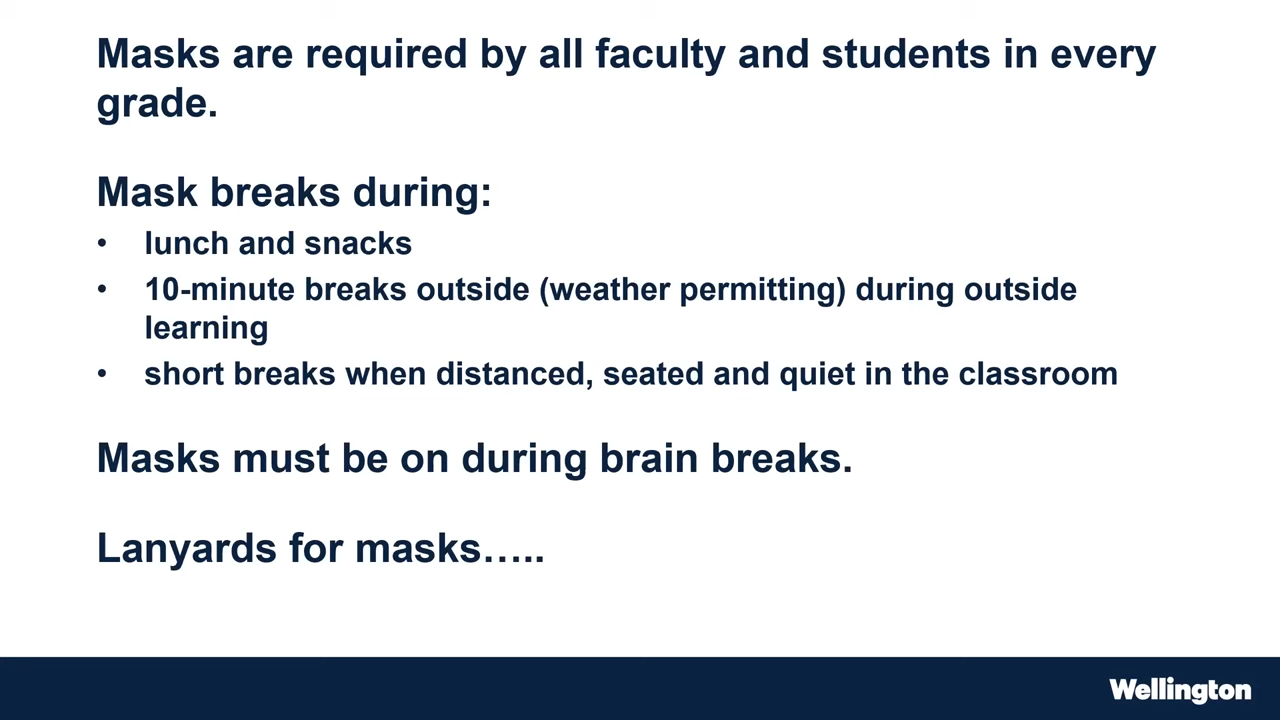 Masks are required by all faculty and students in every
grade.
Mask breaks during:
• lunch and snacks
• 10-minute breaks outside (weather permitting) during outside
learning
• short breaks when distanced, seated and quiet in the classroom
Masks must be on during brain breaks.
Lanyards for masks…..
Wellington